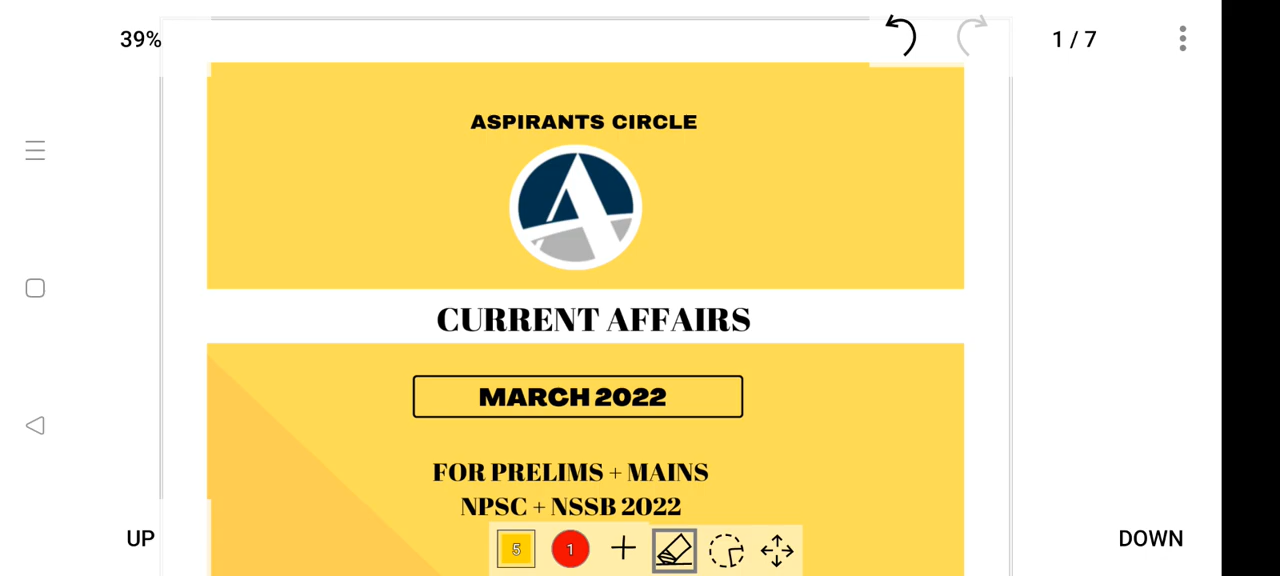 39%
1 / 7
ASPIRANTS CIRCLE
CURRENT AFFAIRS
MARCH 2022
FOR PRELIMS + MAINS
NPSC + NSSB 2022
UP
5
1
DOWN